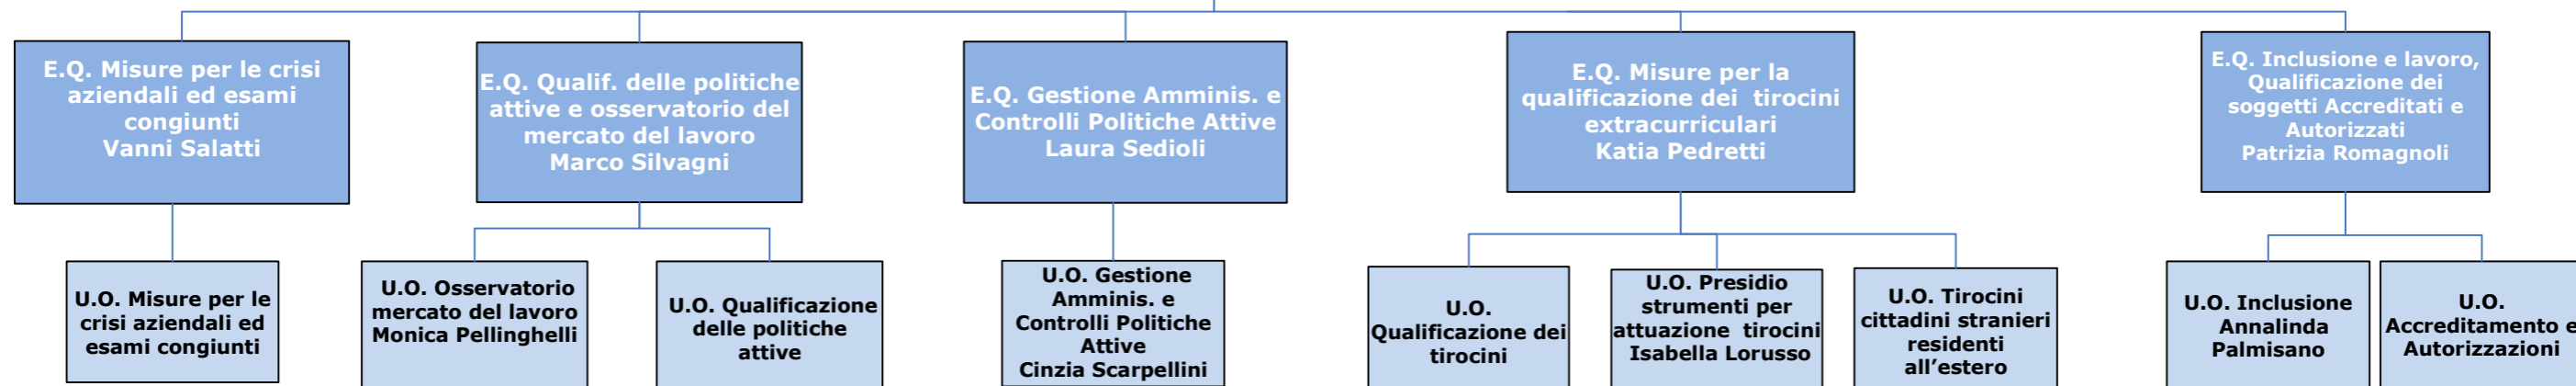 E.Q. Misure per le crisi
aziendali ed esami
congiunti
Vanni Salatti
E.Q. Qualif. delle politiche
attive e osservatorio del
mercato del lavoro
Marco Silvagni
E.Q. Gestione Amminis. e
Controlli Politiche Attive
Laura Sedioli
E.Q. Misure per la
qualificazione dei tirocini
extracurriculari
Katia Pedretti
E.Q. Inclusione e lavoro,
Qualificazione dei
soggetti Accreditati e
Autorizzati
Patrizia Romagnoli
U.O. Misure per le
crisi aziendali ed
esami congiunti
U.O. Osservatorio
mercato del lavoro
Monica Pellinghelli
U.O. Qualificazione
delle politiche
attive
U.O. Gestione
Amminis. e
Controlli Politiche
Attive
Cinzia Scarpellini
U.O.
Qualificazione dei
tirocini
U.O. Presidio
strumenti per
attuazione tirocini
Isabella Lorusso
U.O. Tirocini
cittadini stranieri
residenti
all’estero
U.O. Inclusione
Annalinda
Palmisano
U.O.
Accreditamento e
Autorizzazioni